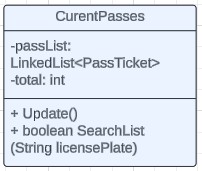 CurentPasses
-passList:
LinkedList<PassTicket>
-total: int
+ Update()
+ boolean SearchList
(String licensePlate)